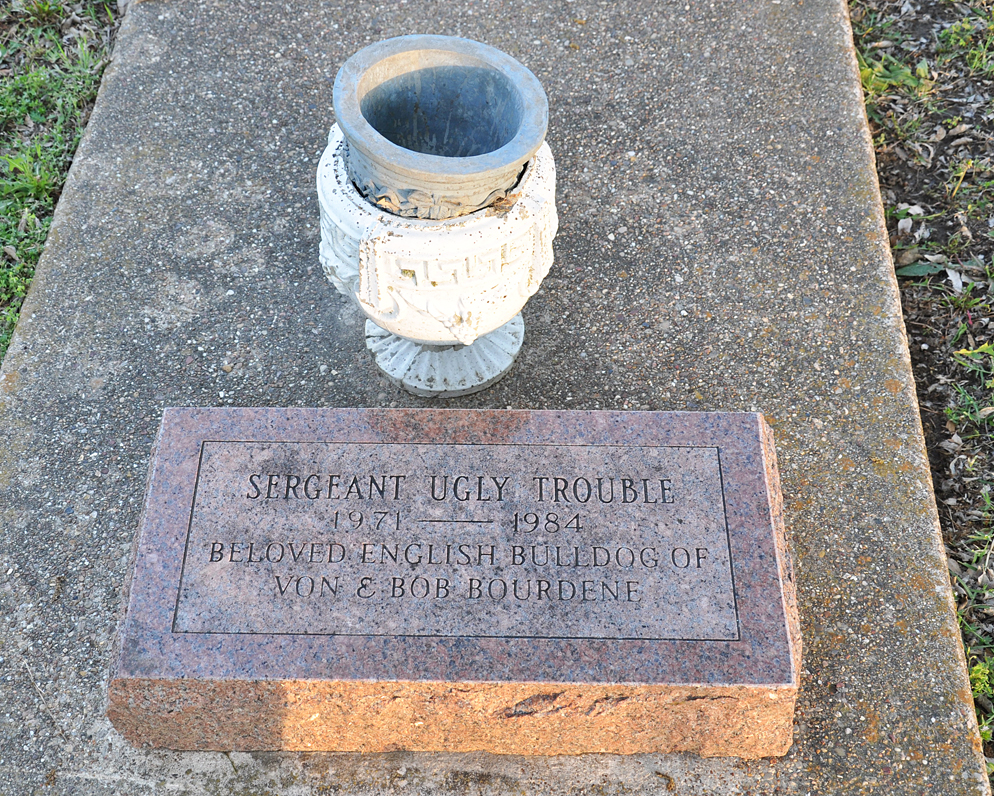 SERGEANT UGLY TROUBLE
1971 — 1984
BELOVED ENGLISH BULLDOG OF
VON & BOB BOURDENE